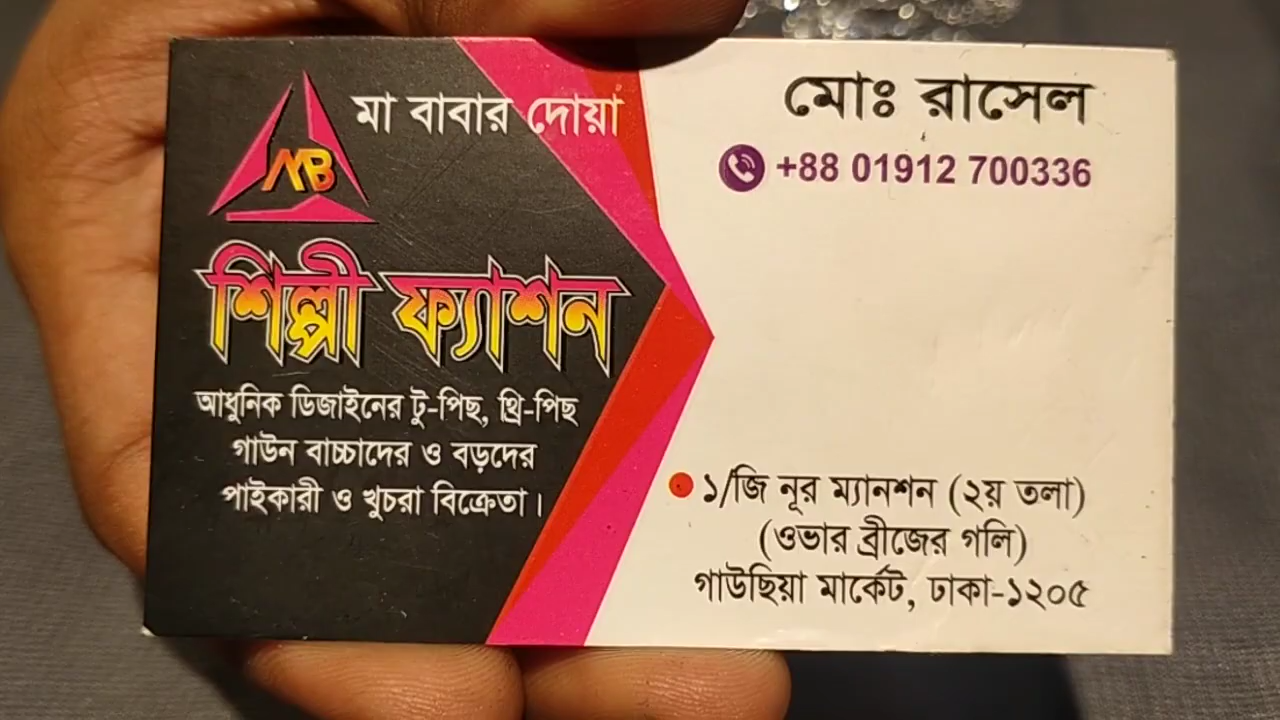 মা বাবার দোয়া
MB
শিল্পী ফ্যাশন
আধুনিক ডিজাইনের টু-পিছ, থ্রি-পিছ
গাউন বাচ্চাদের ও বড়দের
পাইকারী ও খুচরা বিক্রেতা।
মোঃ রাসেল
+88 01912 700336
১/জি নূর ম্যানশন (২য় তলা)
(ওভার ব্রীজের গলি)
গাউছিয়া মার্কেট, ঢাকা-১২০৫